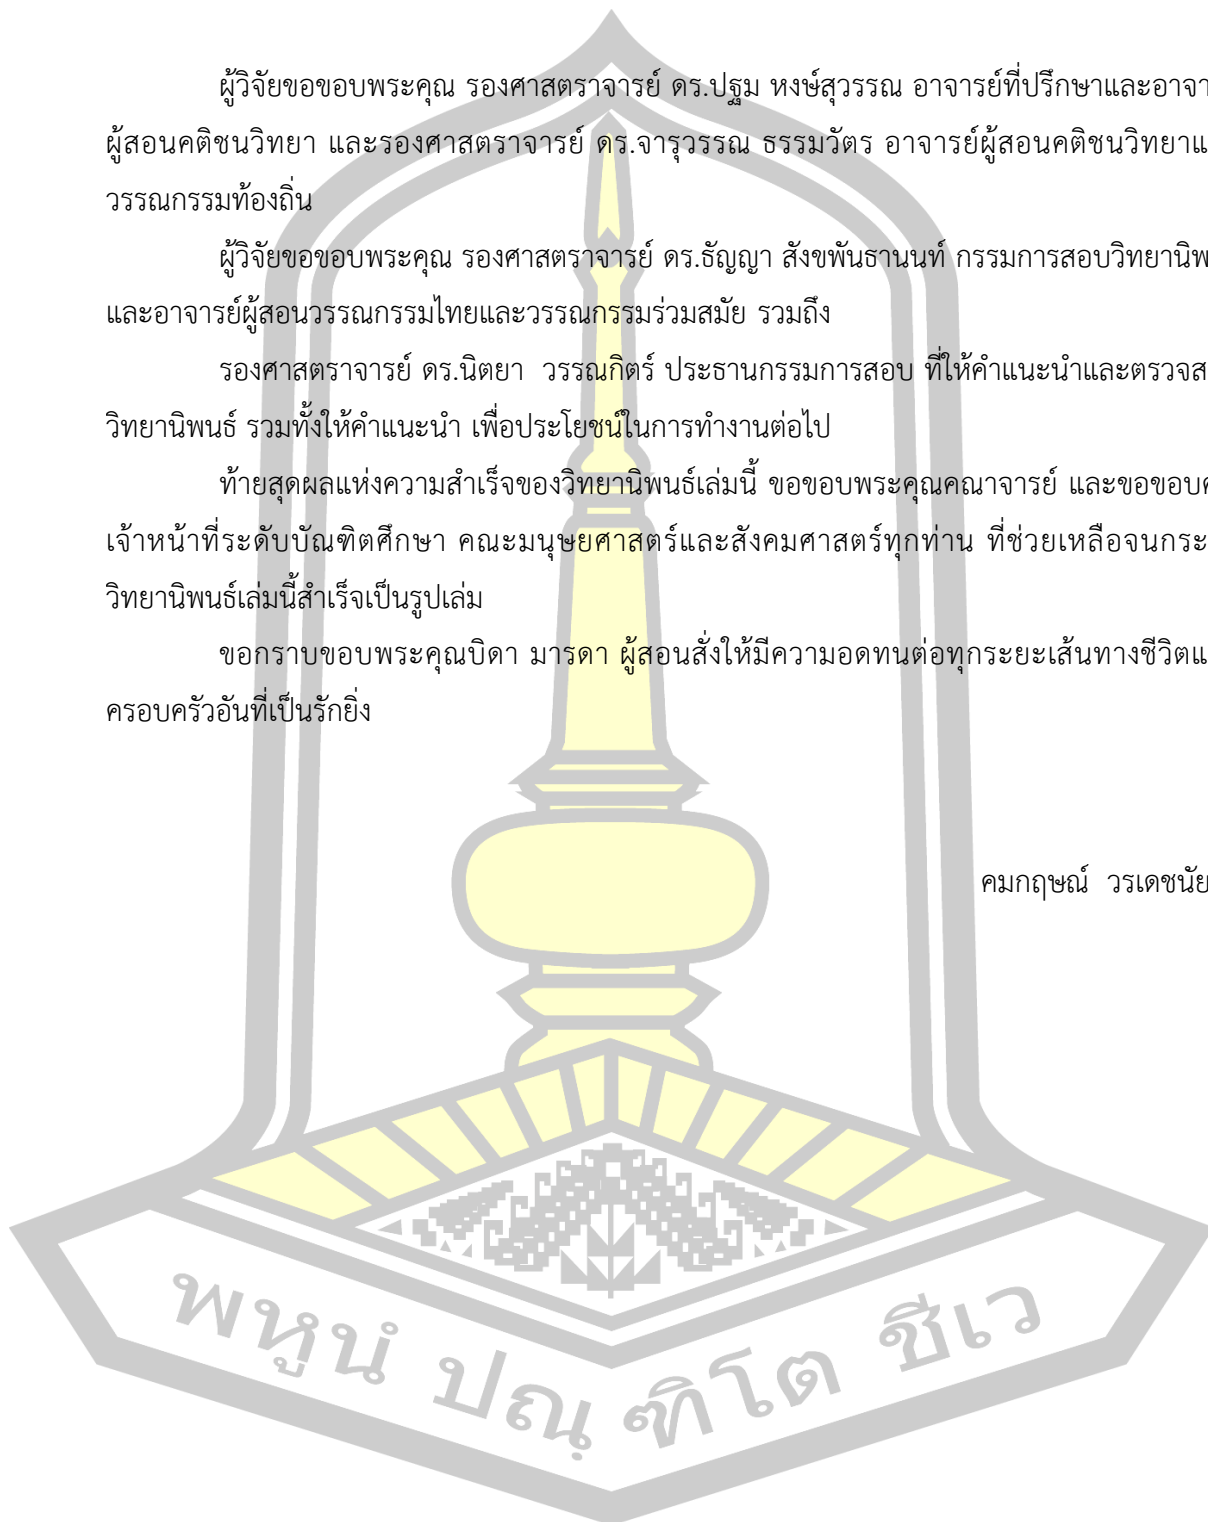 ผู้วิจัยขอขอบพระคุณ รองศาสตราจารย์ ดร.ปฐม หงษ์สุวรรณ อาจารย์ที่ปรึกษาและอาจา
ผู้สอนคติชนวิทยา และรองศาสตราจารย์ ดร.จารุวรรณ ธรรมวัตร อาจารย์ผู้สอนคติชนวิทยาแ
วรรณกรรมท้องถิ่น
ผู้วิจัยขอขอบพระคุณ รองศาสตราจารย์ ดร.ธัญญา สังขพันธานนท์ กรรมการสอบวิทยานิพ
และอาจารย์ผู้สอนวรรณกรรมไทยและวรรณกรรมร่วมสมัย รวมถึง
รองศาสตราจารย์ ดร.นิตยา วรรณกิตร์ ประธานกรรมการสอบ ที่ให้คำแนะนำและตรวจส
วิทยานิพนธ์ รวมทั้งให้คำแนะนำ เพื่อประโยชน์ในการทำงานต่อไป
ท้ายสุดผลแห่งความสำเร็จของวิทยานิพนธ์เล่มนี้ ขอขอบพระคุณคณาจารย์ และขอขอบค
เจ้าหน้าที่ระดับบัณฑิตศึกษา คณะมนุษยศาสตร์และสังคมศาสตร์ทุกท่าน ที่ช่วยเหลือจนกระ
วิทยานิพนธ์เล่มนี้สำเร็จเป็นรูปเล่ม
ขอกราบขอบพระคุณบิดา มารดา ผู้สอนสั่งให้มีความอดทนต่อทุกระยะเส้นทางชีวิตแ
ครอบครัวอันที่เป็นรักยิ่ง
คมกฤษณ์ วรเดชนัย
พหูนํ ปณฺฑิโต ชีเว